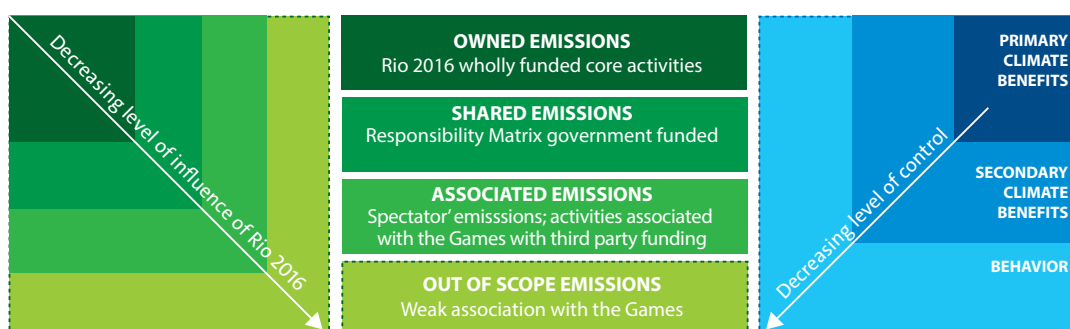 Decreasing level of influence of Rio 2016
OWNED EMISSIONS
Rio 2016 wholly funded core activities
SHARED EMISSIONS
Responsibility Matrix government funded
ASSOCIATED EMISSIONS
Spectator' emisssions; activities associated
with the Games with third party funding
OUT OF SCOPE EMISSIONS
Weak association with the Games
PRIMARY
CLIMATE
BENEFITS
SECONDARY
CLIMATE
BENEFITS
BEHAVIOR
Decreasing level of control